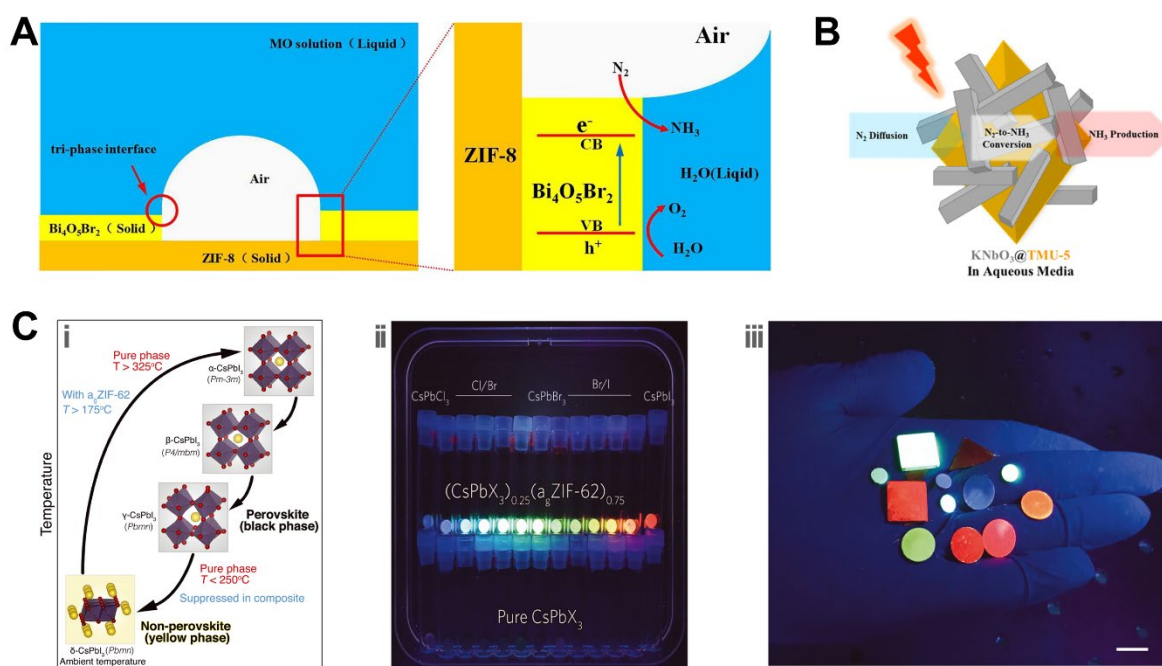 A
MO solution（Liquid）
tri-phase interface
Air
Bi₄O₅Br₂（Solid）
ZIF-8（Solid）
Air
N₂
e⁻
CB
NH₃
ZIF-8
Bi₄O₅Br₂
H₂O(Liqid)
O₂
VB
h⁺
H₂O
B
N₂ Diffusion
N₂-to-NH₃
Conversion
NH₃ Production
KNbO₃@TMU-5
In Aqueous Media
C
i
Temperature
Pure phase
T > 325°C
With agZIF-62
T > 175°C
α-CsPbI₃
(Pm-3m)
β-CsPbI₃
(P4/mbm)
γ-CsPbI₃
(Pbmn)
Perovskite
(black phase)
Pure phase
T < 250°C
Suppressed in composite
Non-perovskite
(yellow phase)
δ-CsPbI₃ (Pbmn)
Ambient temperature
ii
CsPbCl₃
Cl/Br
CsPbBr₃
Br/I
CsPbI₃
(CsPbX₃)₀.₂₅(agZIF-62)₀.₇₅
Pure CsPbX₃
iii